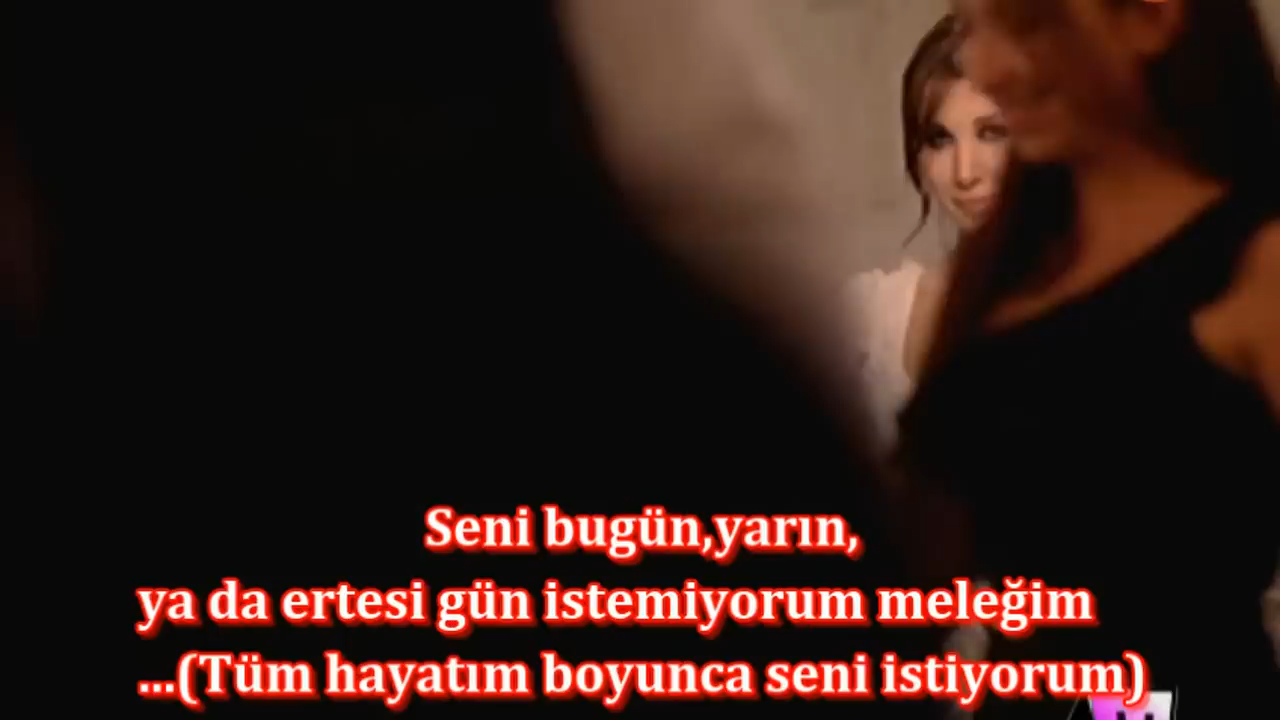 Seni bugün,yarın,
ya da ertesi gün istemiyorum meleğim
...(Tüm hayatım boyunca seni istiyorum)